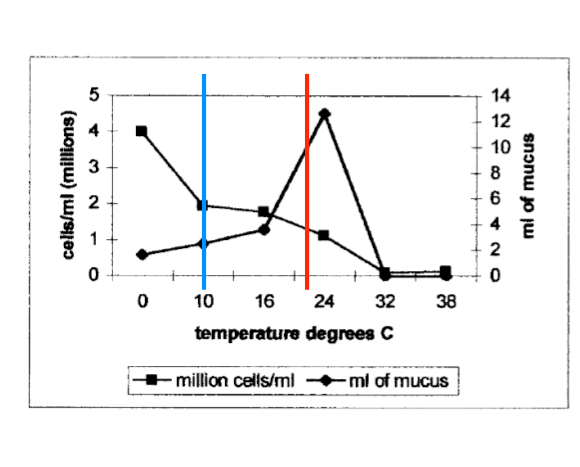 5
4
3
2
1
0
cells/ml (millions)
14
12
10
8
6
4
2
0
ml of mucus
0 10 16 24 32 38
temperature degrees C
million cells/ml ml of mucus